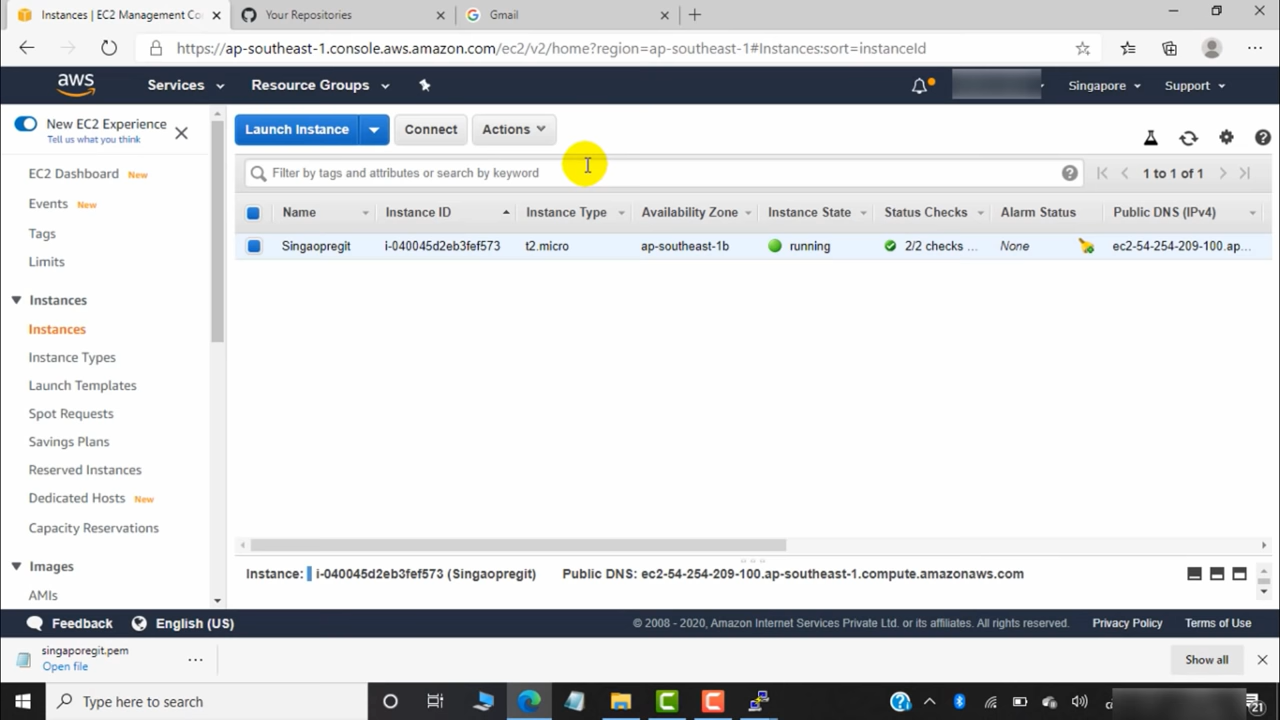 Instances | EC2 Management Co
Your Repositories
Gmail
https://ap-southeast-1.console.aws.amazon.com/ec2/v2/home?region=ap-southeast-1#Instances:sort=instanceId
aws
Services
Resource Groups
Singapore
Support
New EC2 Experience
Tell us what you think
EC2 Dashboard New
Events New
Tags
Limits
Instances
Instances
Instance Types
Launch Templates
Spot Requests
Savings Plans
Reserved Instances
Dedicated Hosts New
Capacity Reservations
Images
AMIs
Launch Instance
Connect
Actions
Filter by tags and attributes or search by keyword
1 to 1 of 1
Name Instance ID Instance Type Availability Zone Instance State Status Checks Alarm Status Public DNS (IPv4)
Singaopregit i-040045d2eb3fef573 t2.micro ap-southeast-1b running 2/2 checks ... None ec2-54-254-209-100.ap...
Instance: i-040045d2eb3fef573 (Singaopregit) Public DNS: ec2-54-254-209-100.ap-southeast-1.compute.amazonaws.com
Feedback
English (US)
© 2008 - 2020, Amazon Internet Services Private Ltd. or its affiliates. All rights reserved.
Privacy Policy
Terms of Use
singaporegit.pem
Open file
Show all
Type here to search
21